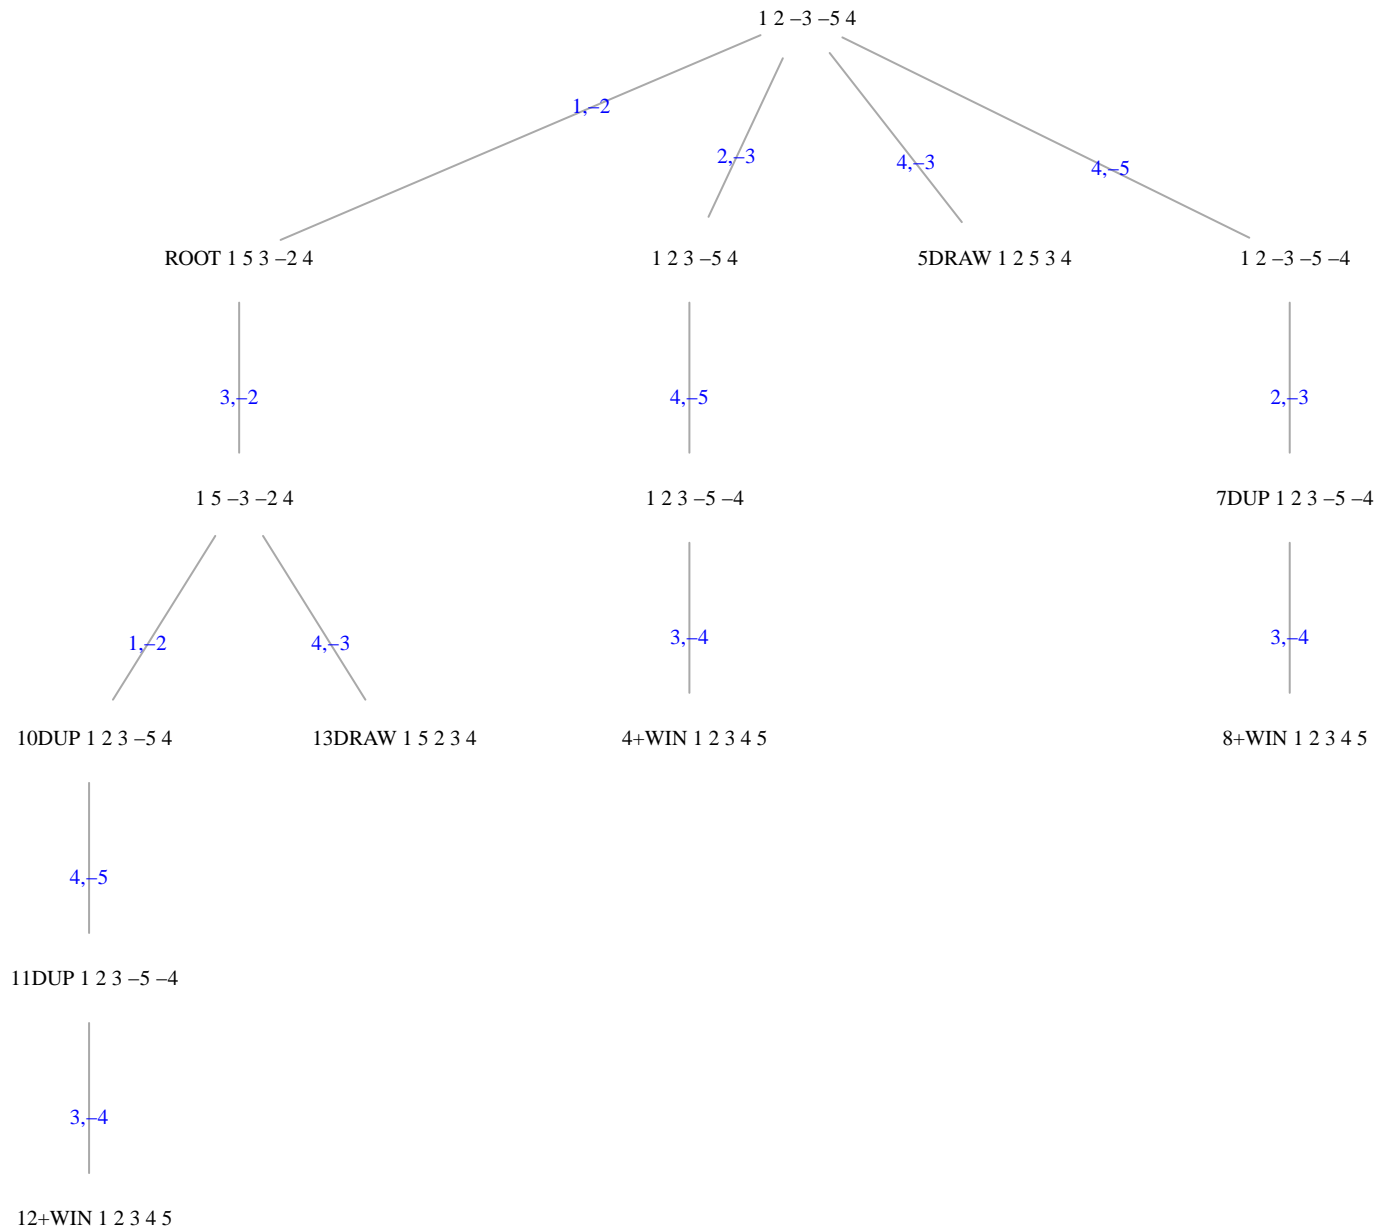 1 2 −3 −5 4
1,−2
2,−3
4,−3
4,−5
ROOT 1 5 3 −2 4
1 2 3 −5 4
5DRAW 1 2 5 3 4
1 2 −3 −5 −4
3,−2
4,−5
2,−3
1 5 −3 −2 4
1 2 3 −5 −4
7DUP 1 2 3 −5 −4
1,−2
4,−3
3,−4
3,−4
10DUP 1 2 3 −5 4
13DRAW 1 5 2 3 4
4+WIN 1 2 3 4 5
8+WIN 1 2 3 4 5
4,−5
11DUP 1 2 3 −5 −4
3,−4
12+WIN 1 2 3 4 5